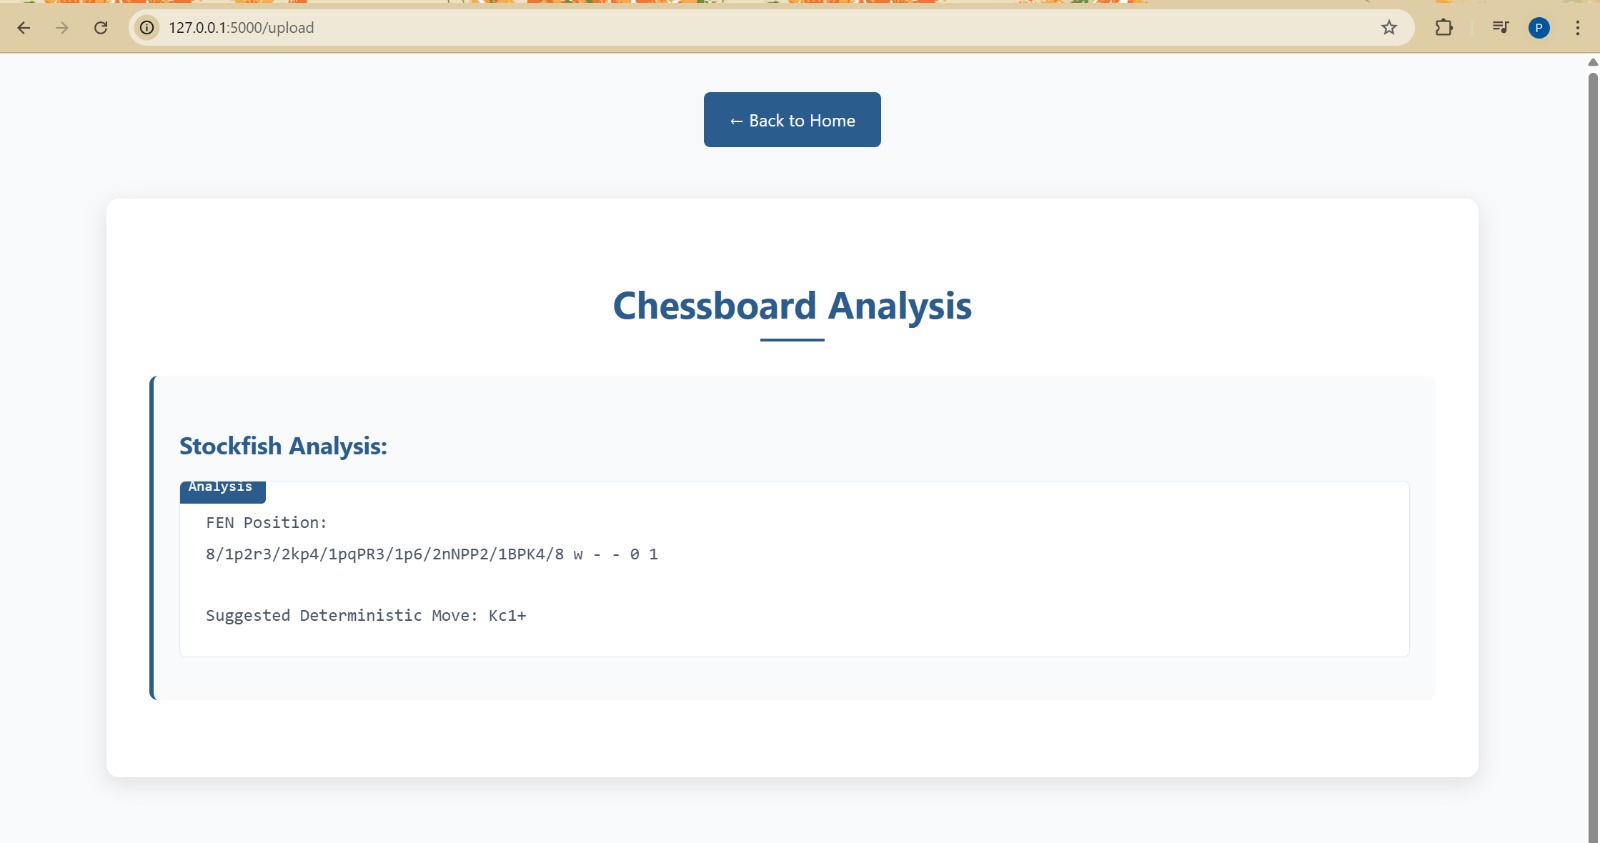 127.0.0.1:5000/upload
P
← Back to Home
Chessboard Analysis
Stockfish Analysis:
Analysis
FEN Position:
8/1p2r3/2kp4/1pqPR3/1p6/2nNPP2/1BPK4/8 w - - 0 1
Suggested Deterministic Move: Kc1+